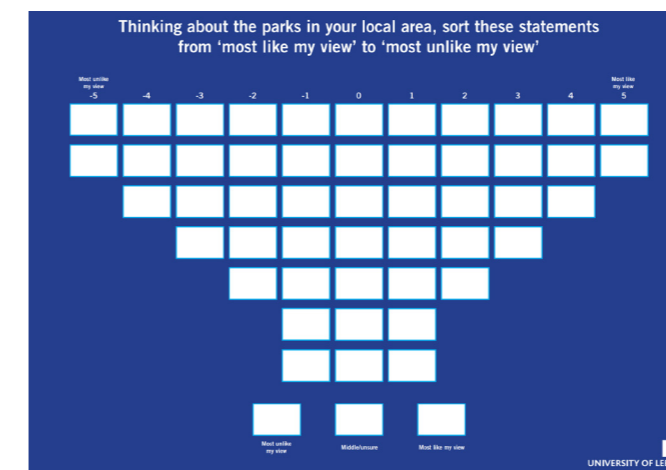 Thinking about the parks in your local area, sort these statements
from ‘most like my view’ to ‘most unlike my view’
Most unlike
my view
Most like
my view
-5 -4 -3 -2 -1 0 1 2 3 4 5
Most unlike
my view
Middle/unsure
Most like my view
UNIVERSITY OF